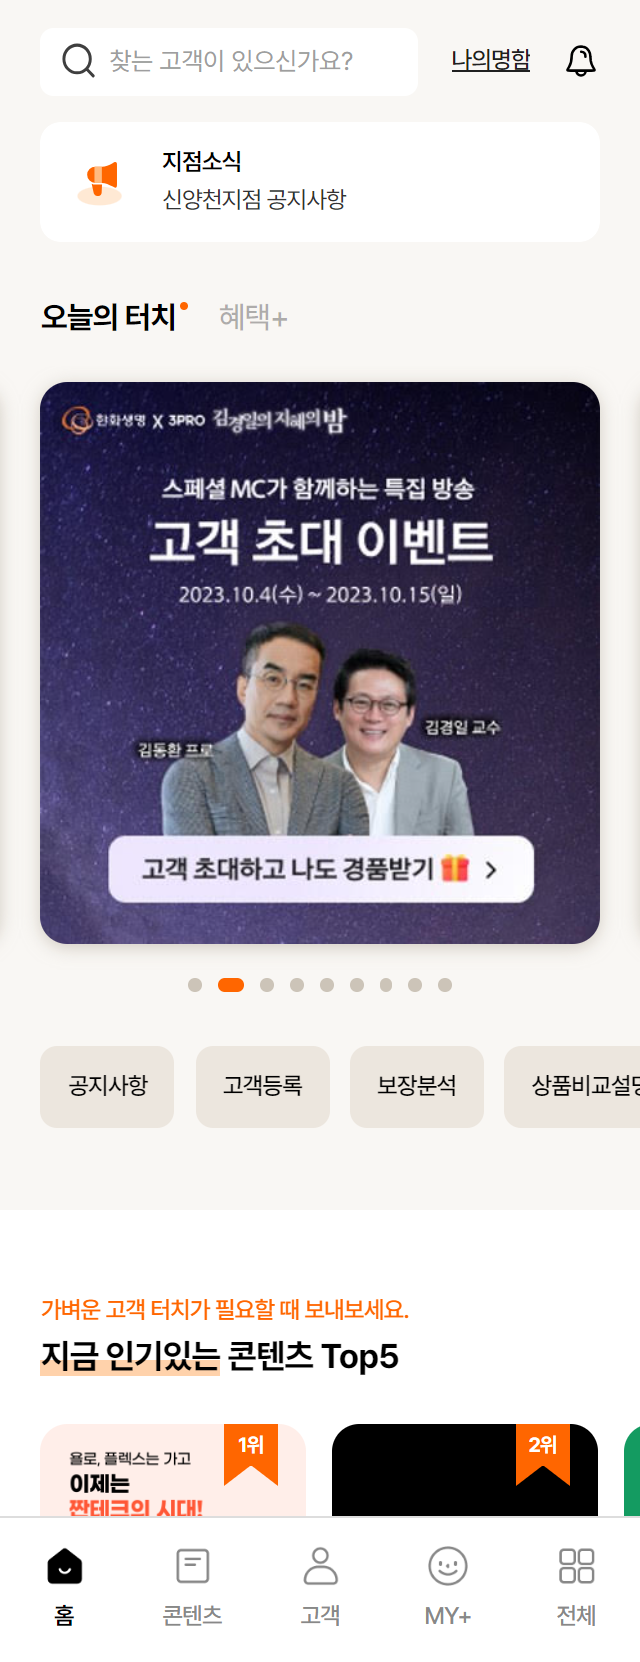 찾는 고객이 있으신가요?
나의명함
지점소식
신양천지점 공지사항
오늘의 터치
혜택+
한화생명 X 3PRO 김경일의 지혜의 밤
스페셜 MC가 함께하는 특집 방송
고객 초대 이벤트
2023.10.4(수) ~ 2023.10.15(일)
김경일 교수
김동환 프로
고객 초대하고 나도 경품받기
공지사항
고객등록
보장분석
상품비교설명
가벼운 고객 터치가 필요할 때 보내보세요.
지금 인기있는 콘텐츠 Top5
1위
2위
욜로, 플렉스는 가고
이제는
짠테크의 시대!
홈
콘텐츠
고객
MY+
전체